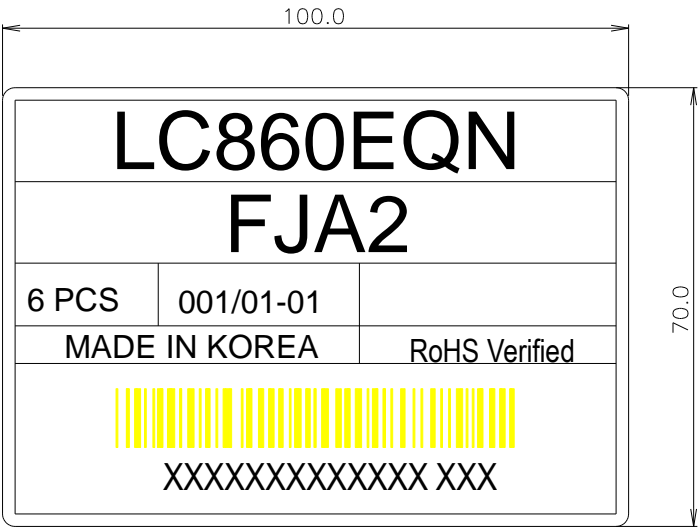 100.0
LC860EQN
FJA2
6 PCS 001/01-01
MADE IN KOREA RoHS Verified
70.0
XXXXXXXXXXXXX XXX